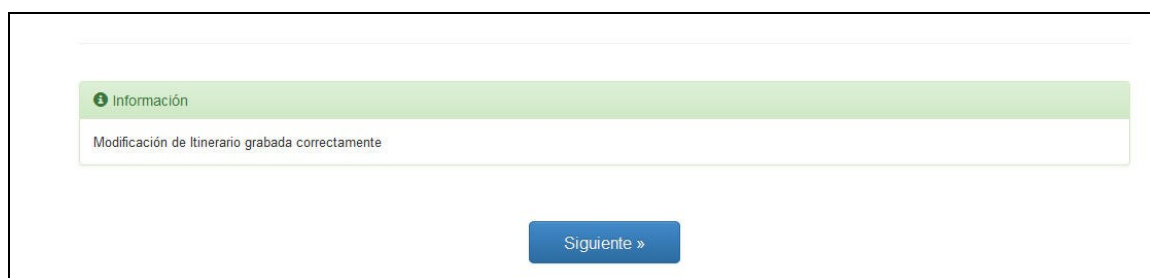 Información
Modificación de Itinerario grabada correctamente
Siguiente »